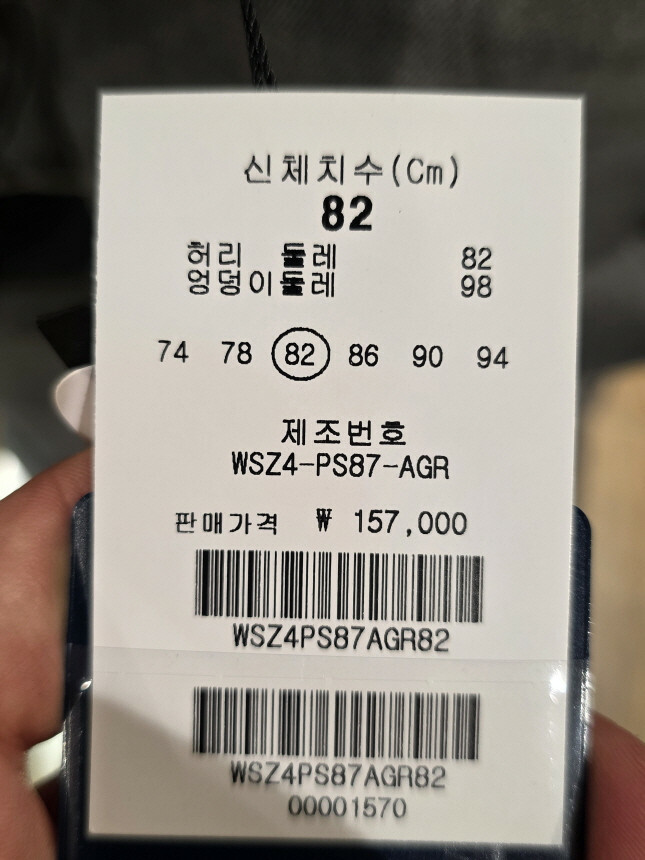 신체치수(Cm)
82
허리 둘레 82
엉덩이둘레 98
74 78 82 86 90 94
제조번호
WSZ4-PS87-AGR
판매가격 ₩ 157,000
WSZ4PS87AGR82
WSZ4PS87AGR82
00001570